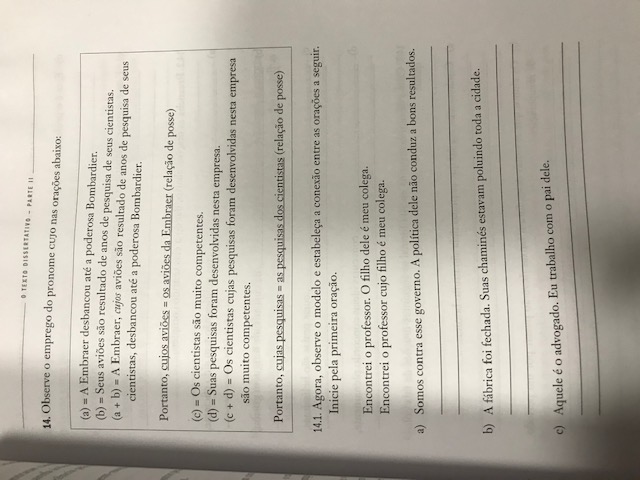 O TEXTO DISSERTATIVO – PARTE II
14. Observe o emprego do pronome CUJO nas orações abaixo:
(a) = A Embraer desbancou até a poderosa Bombardier.
(b) = Seus aviões são resultado de anos de pesquisa de seus cientistas.
(a + b) = A Embraer, cujos aviões são resultado de anos de pesquisa de seus
cientistas, desbancou até a poderosa Bombardier.
Portanto, cujos aviões = os aviões da Embraer (relação de posse)
(c) = Os cientistas são muito competentes.
(d) = Suas pesquisas foram desenvolvidas nesta empresa.
(c + d) = Os cientistas cujas pesquisas foram desenvolvidas nesta empresa
são muito competentes.
Portanto, cujas pesquisas = as pesquisas dos cientistas (relação de posse)
14.1. Agora, observe o modelo e estabeleça a conexão entre as orações a seguir.
Inicie pela primeira oração.
Encontrei o professor. O filho dele é meu colega.
Encontrei o professor cujo filho é meu colega.
a) Somos contra esse governo. A política dele não conduz a bons resultados.
b) A fábrica foi fechada. Suas chaminés estavam poluindo toda a cidade.
c) Aquele é o advogado. Eu trabalho com o pai dele.